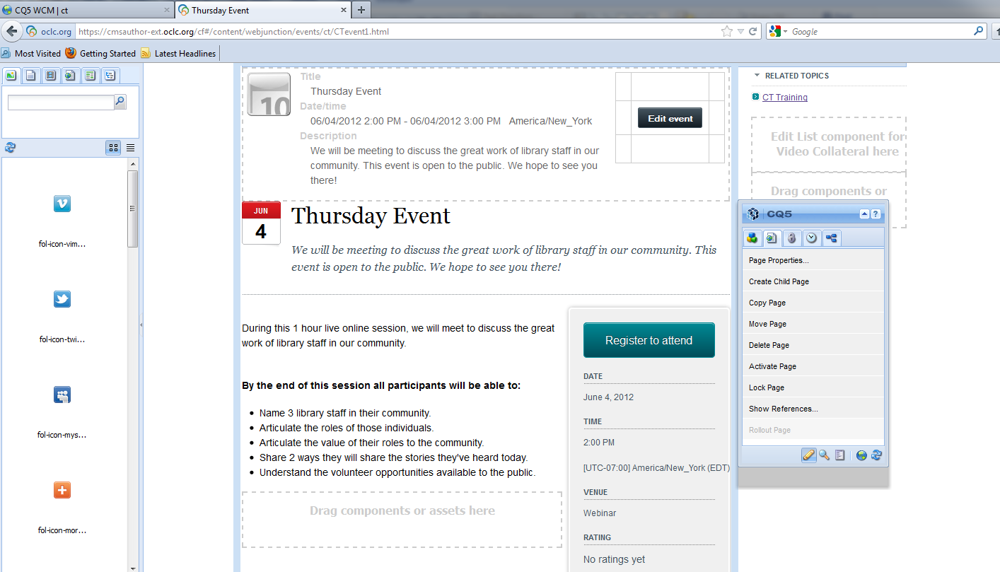 CQ5 WCM | ct
Thursday Event
oclc.org
https://cmsauthor-ext.oclc.org/cf#/content/webjunction/events/ct/CTevent1.html
Google
Most Visited
Getting Started
Latest Headlines
fol-icon-vim...
fol-icon-twi...
fol-icon-mys...
fol-icon-mor...
10
Title
Thursday Event
Date/time
06/04/2012 2:00 PM - 06/04/2012 3:00 PM America/New_York
Description
We will be meeting to discuss the great work of library staff in our
community. This event is open to the public. We hope to see you
there!
Edit event
JUN
4
Thursday Event
We will be meeting to discuss the great work of library staff in our community. This
event is open to the public. We hope to see you there!
During this 1 hour live online session, we will meet to discuss the great
work of library staff in our community.
By the end of this session all participants will be able to:
Name 3 library staff in their community.
Articulate the roles of those individuals.
Articulate the value of their roles to the community.
Share 2 ways they will share the stories they've heard today.
Understand the volunteer opportunities available to the public.
Drag components or assets here
Register to attend
DATE
June 4, 2012
TIME
2:00 PM
[UTC-07:00] America/New_York (EDT)
VENUE
Webinar
RATING
No ratings yet
RELATED TOPICS
CT Training
Edit List component for
Video Collateral here
Drag components or
CQ5
?
Page Properties...
Create Child Page
Copy Page
Move Page
Delete Page
Activate Page
Lock Page
Show References...
Rollout Page